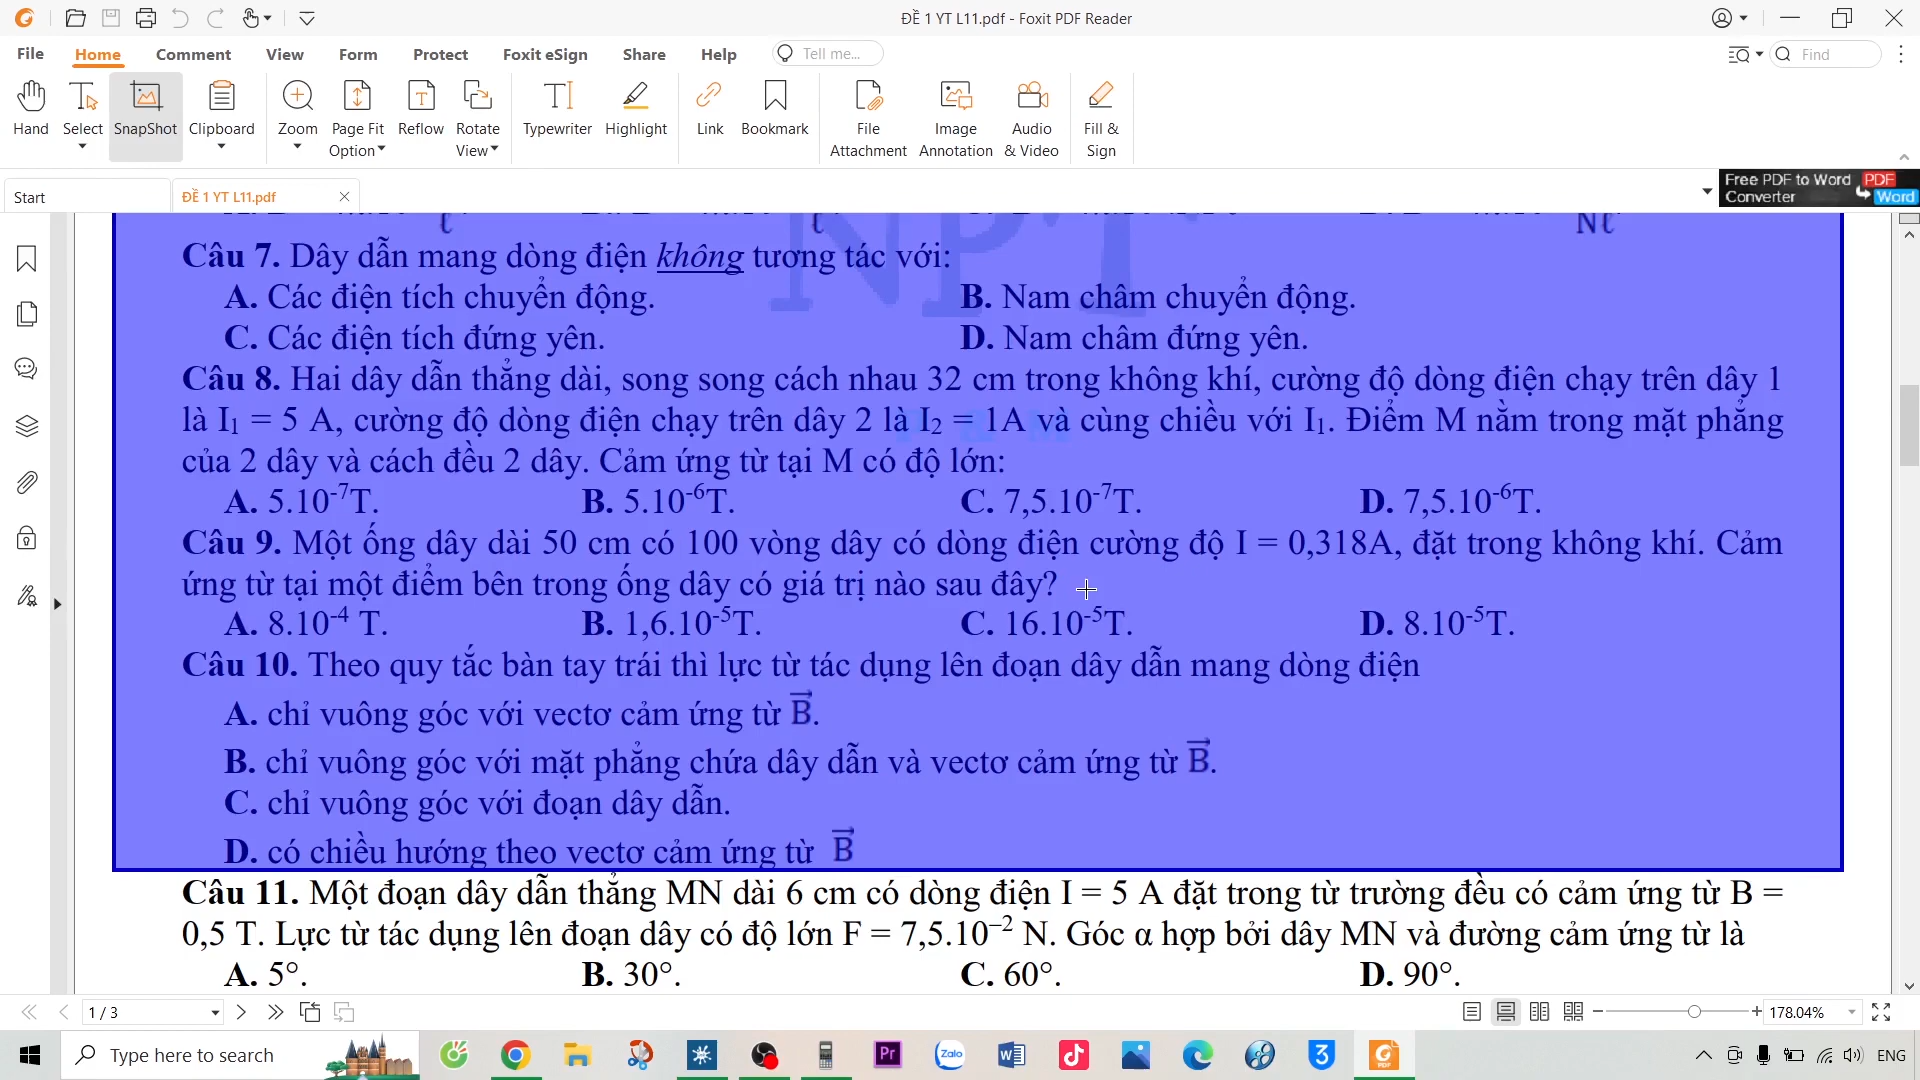 ĐỀ 1 YT L11.pdf - Foxit PDF Reader
File Home Comment View Form Protect Foxit eSign Share Help Tell me... Find
Hand Select SnapShot Clipboard Zoom Page Fit Option Reflow Rotate View Typewriter Highlight Link Bookmark File Attachment Image Annotation Audio & Video Fill & Sign
Start ĐỀ 1 YT L11.pdf Free PDF to Word Converter PDF Word
Câu 7. Dây dẫn mang dòng điện không tương tác với:
A. Các điện tích chuyển động. B. Nam châm chuyển động.
C. Các điện tích đứng yên. D. Nam châm đứng yên.
Câu 8. Hai dây dẫn thẳng dài, song song cách nhau 32 cm trong không khí, cường độ dòng điện chạy trên dây 1
là I₁ = 5 A, cường độ dòng điện chạy trên dây 2 là I₂ = 1A và cùng chiều với I₁. Điểm M nằm trong mặt phẳng
của 2 dây và cách đều 2 dây. Cảm ứng từ tại M có độ lớn:
A. 5.10⁻⁷T. B. 5.10⁻⁶T. C. 7,5.10⁻⁷T. D. 7,5.10⁻⁶T.
Câu 9. Một ống dây dài 50 cm có 100 vòng dây có dòng điện cường độ I = 0,318A, đặt trong không khí. Cảm
ứng từ tại một điểm bên trong ống dây có giá trị nào sau đây?
A. 8.10⁻⁴ T. B. 1,6.10⁻⁵T. C. 16.10⁻⁵T. D. 8.10⁻⁵T.
Câu 10. Theo quy tắc bàn tay trái thì lực từ tác dụng lên đoạn dây dẫn mang dòng điện
A. chỉ vuông góc với vectơ cảm ứng từ B⃗.
B. chỉ vuông góc với mặt phẳng chứa dây dẫn và vectơ cảm ứng từ B⃗.
C. chỉ vuông góc với đoạn dây dẫn.
D. có chiều hướng theo vectơ cảm ứng từ B⃗
Câu 11. Một đoạn dây dẫn thẳng MN dài 6 cm có dòng điện I = 5 A đặt trong từ trường đều có cảm ứng từ B =
0,5 T. Lực từ tác dụng lên đoạn dây có độ lớn F = 7,5.10⁻² N. Góc α hợp bởi dây MN và đường cảm ứng từ là
A. 5°. B. 30°. C. 60°. D. 90°.
1 / 3 178.04%
Type here to search Pr Zalo ENG